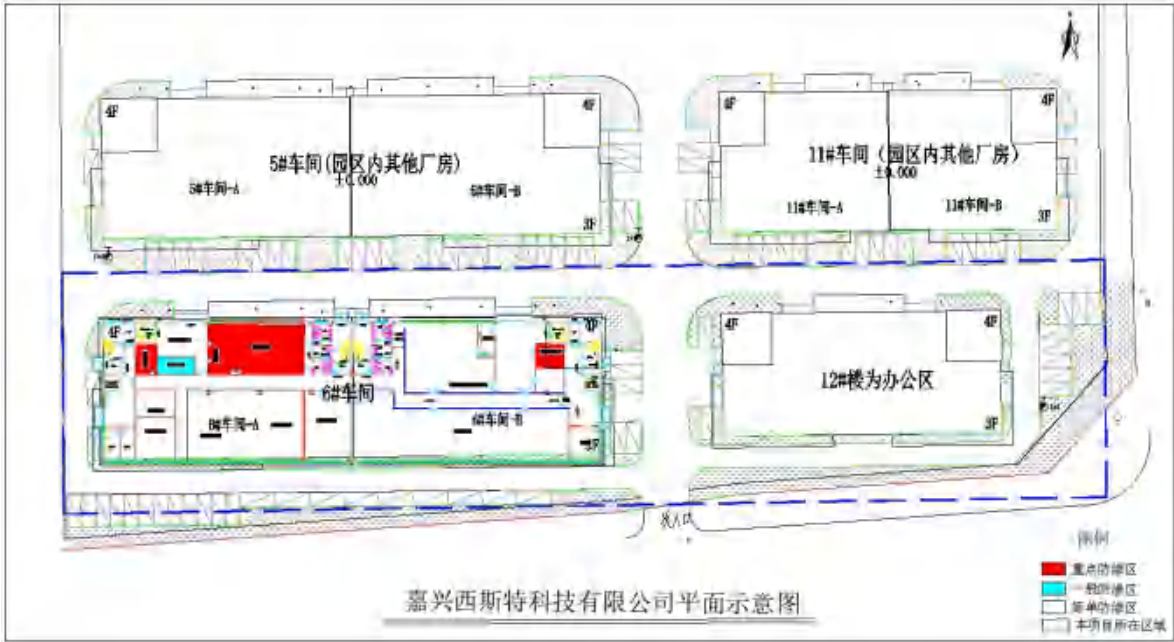 4F
4F
5#车间(园区内其他厂房)
±0.000
5#车间-A
5#车间-B
3F
4F
4F
11#车间（园区内其他厂房）
±0.000
11#车间-A
11#车间-B
3F
4F
4F
6#车间
6#车间-A
6#车间-B
3F
4F
4F
12#楼为办公区
3F
出入口
图例
重点防渗区
一般防渗区
简单防渗区
本项目所在区域
嘉兴西斯特科技有限公司平面示意图